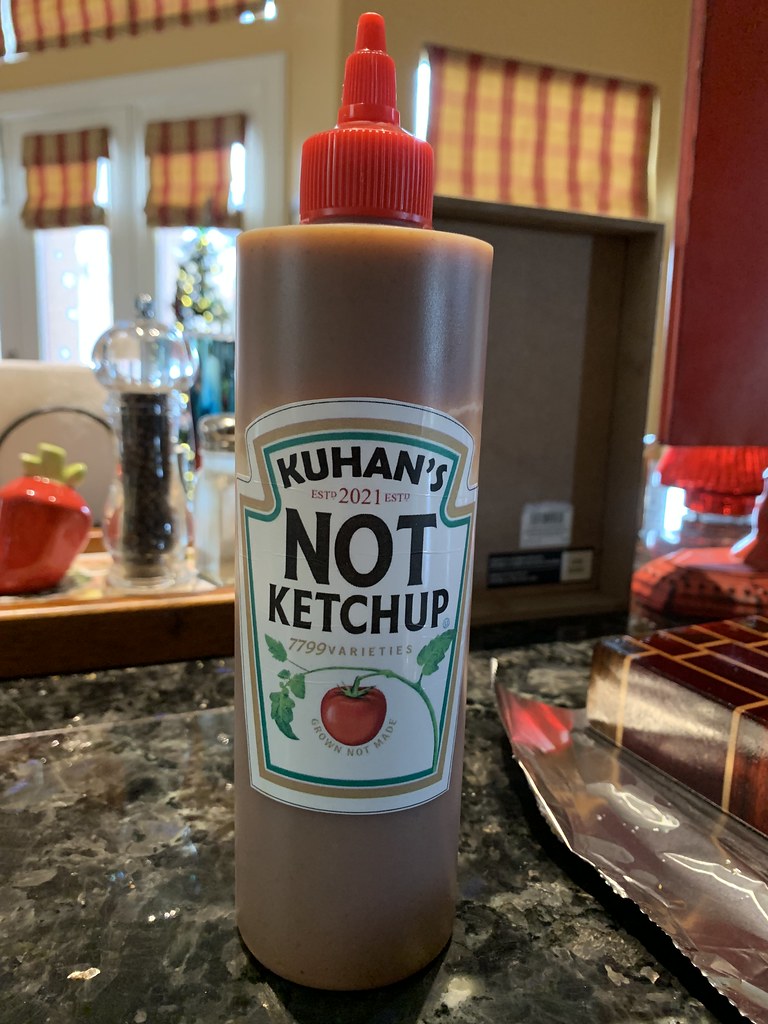 KUHAN'S
ESTD 2021 ESTD
NOT
KETCHUP
7799 VARIETIES
GROWN NOT MADE